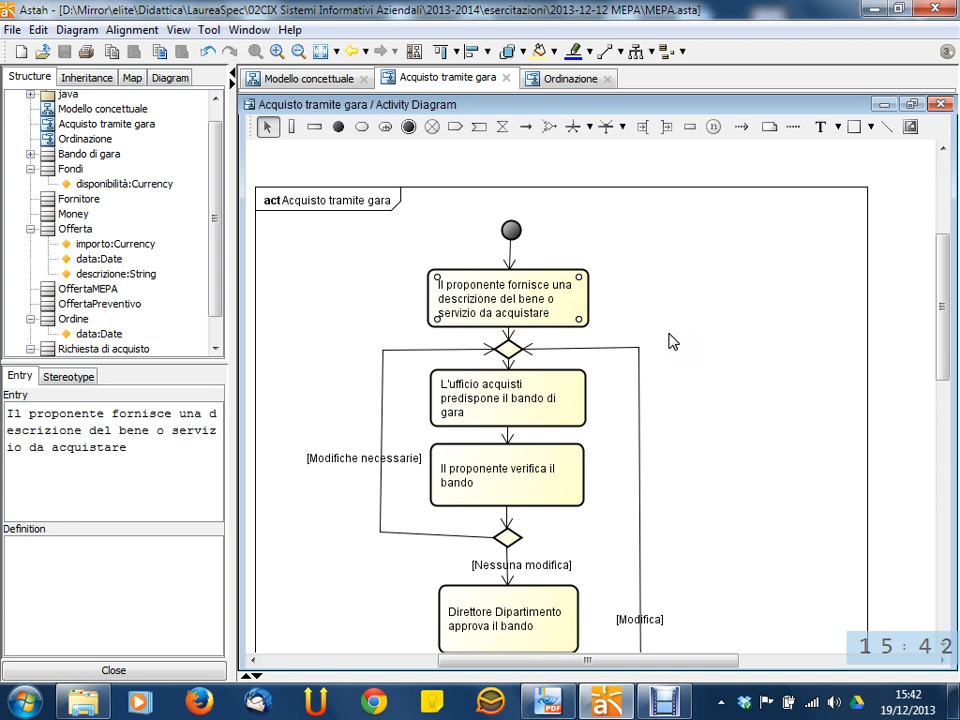 Astah - [D:\Mirror\elite\Didattica\LaureaSpec\02CIX Sistemi Informativi Aziendali\2013-2014\esercitazioni\2013-12-12 MEPA\MEPA.asta]
File Edit Diagram Alignment View Tool Window Help
3
Structure Inheritance Map Diagram
Modello concettuale Acquisto tramite gara Ordinazione
java
Modello concettuale
Acquisto tramite gara
Ordinazione
Bando di gara
Fondi
disponibilità:Currency
Fornitore
Money
Offerta
importo:Currency
data:Date
descrizione:String
OffertaMEPA
OffertaPreventivo
Ordine
data:Date
Richiesta di acquisto
Entry Stereotype
Entry
Il proponente fornisce una d
escrizione del bene o serviz
io da acquistare
Definition
Close
Acquisto tramite gara / Activity Diagram
n T
act Acquisto tramite gara
Il proponente fornisce una
descrizione del bene o
servizio da acquistare
L'ufficio acquisti
predispone il bando di
gara
[Modifiche necessarie]
Il proponente verifica il
bando
[Nessuna modifica]
Direttore Dipartimento
approva il bando
[Modifica]
15:42
PDF
15:42
19/12/2013